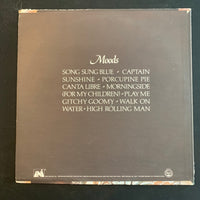 Moods
SONG SUNG BLUE • CAPTAIN
SUNSHINE • PORCUPINE PIE
CANTA LIBRE • MORNINGSIDE
(FOR MY CHILDREN) • PLAY ME
GITCHY GOOMY • WALK ON
WATER • HIGH ROLLING MAN